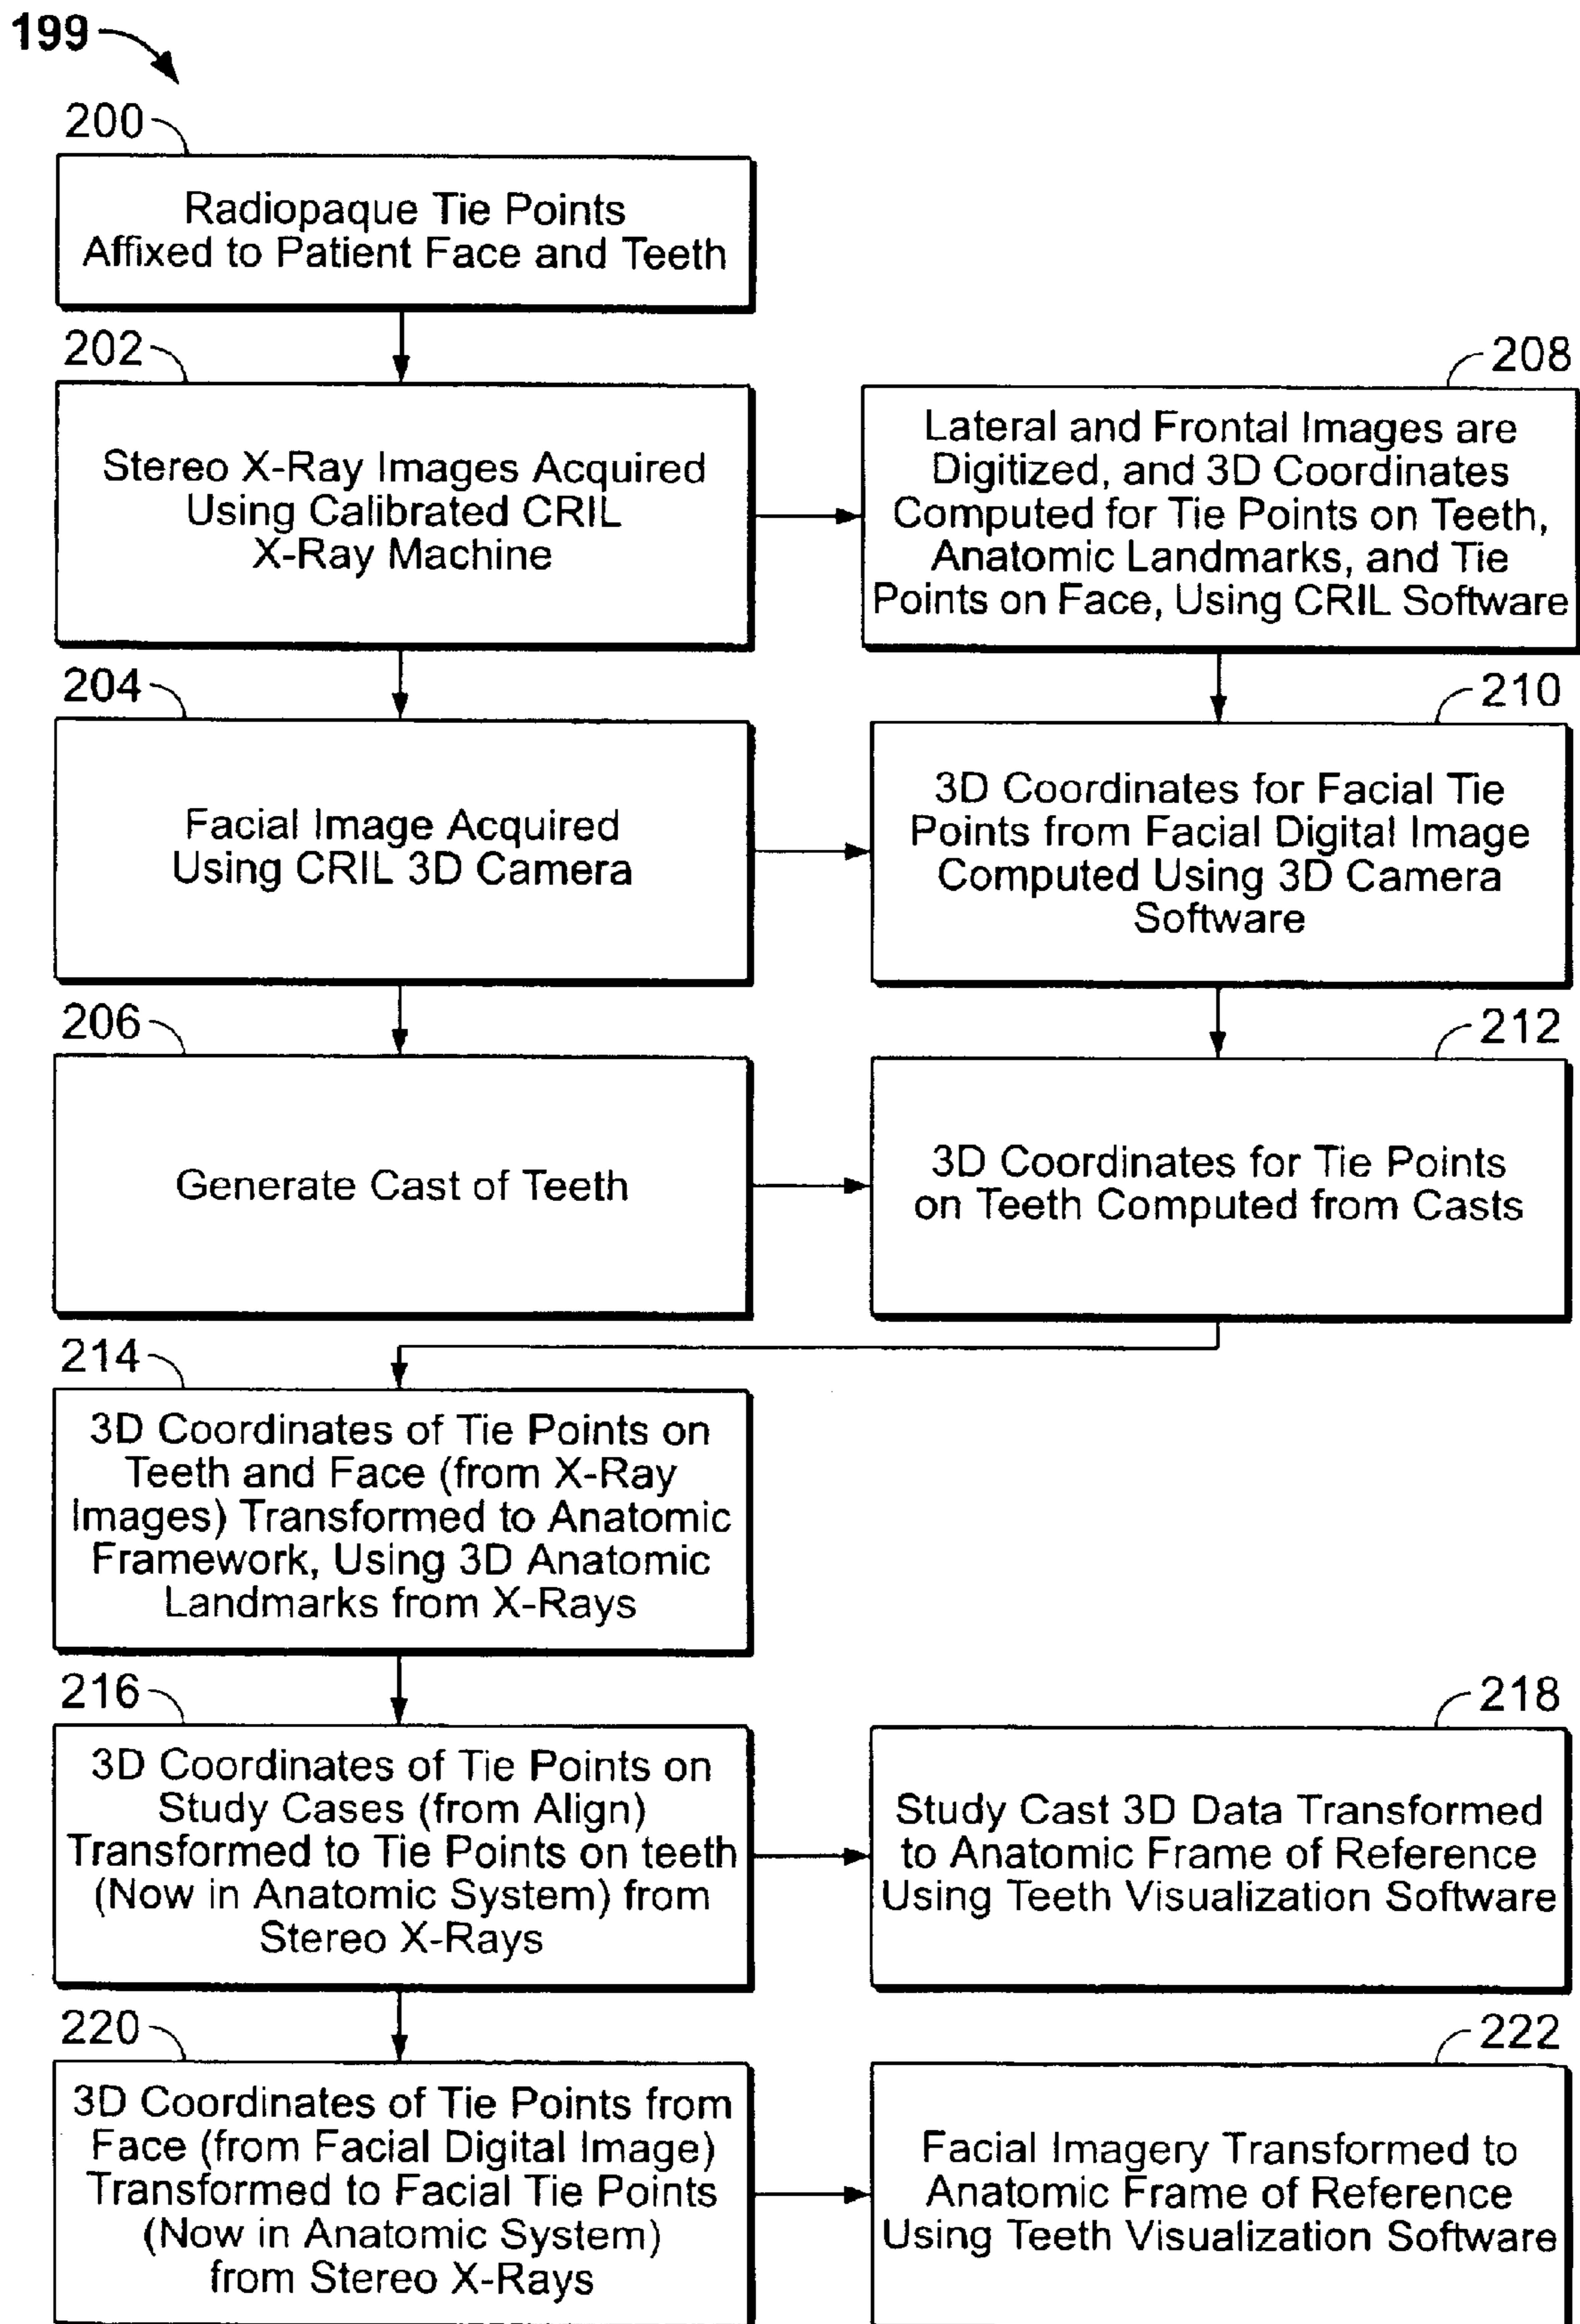 199
200
Radiopaque Tie Points
Affixed to Patient Face and Teeth
202
Stereo X-Ray Images Acquired
Using Calibrated CRIL
X-Ray Machine
208
Lateral and Frontal Images are
Digitized, and 3D Coordinates
Computed for Tie Points on Teeth,
Anatomic Landmarks, and Tie
Points on Face, Using CRIL Software
204
Facial Image Acquired
Using CRIL 3D Camera
210
3D Coordinates for Facial Tie
Points from Facial Digital Image
Computed Using 3D Camera
Software
206
Generate Cast of Teeth
212
3D Coordinates for Tie Points
on Teeth Computed from Casts
214
3D Coordinates of Tie Points on
Teeth and Face (from X-Ray
Images) Transformed to Anatomic
Framework, Using 3D Anatomic
Landmarks from X-Rays
216
3D Coordinates of Tie Points on
Study Cases (from Align)
Transformed to Tie Points on teeth
(Now in Anatomic System) from
Stereo X-Rays
218
Study Cast 3D Data Transformed
to Anatomic Frame of Reference
Using Teeth Visualization Software
220
3D Coordinates of Tie Points from
Face (from Facial Digital Image)
Transformed to Facial Tie Points
(Now in Anatomic System)
from Stereo X-Rays
222
Facial Imagery Transformed to
Anatomic Frame of Reference
Using Teeth Visualization Software